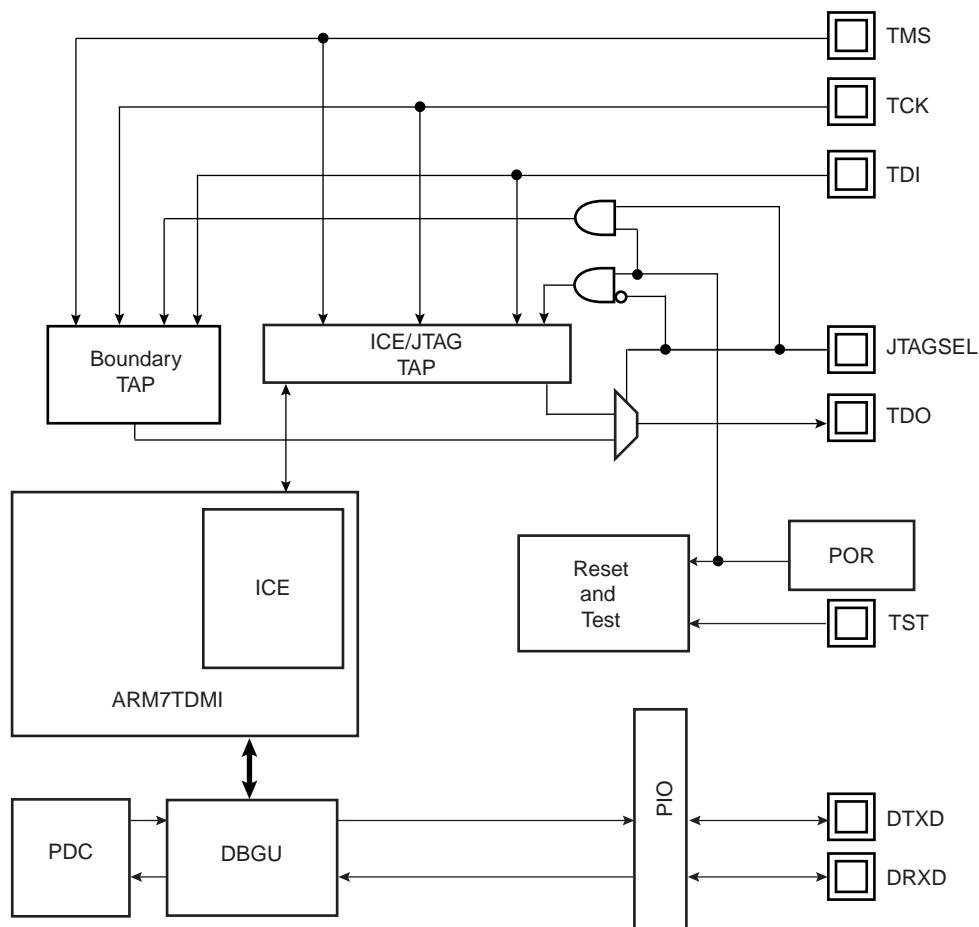 TMS
TCK
TDI
Boundary
TAP
ICE/JTAG
TAP
JTAGSEL
TDO
ICE
ARM7TDMI
Reset
and
Test
POR
TST
PDC
DBGU
PIO
DTXD
DRXD